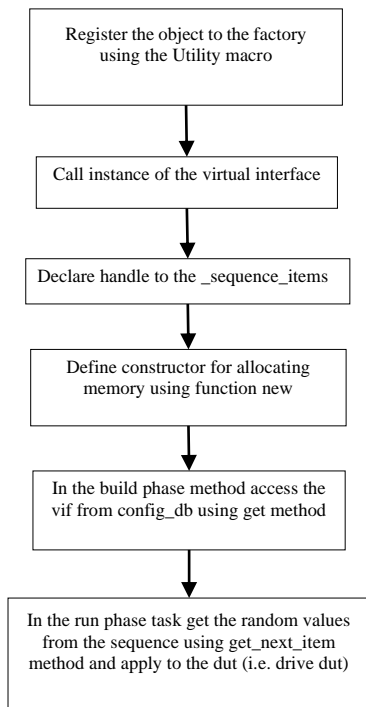 Register the object to the factory
using the Utility macro
Call instance of the virtual interface
Declare handle to the _sequence_items
Define constructor for allocating
memory using function new
In the build phase method access the
vif from config_db using get method
In the run phase task get the random values
from the sequence using get_next_item
method and apply to the dut (i.e. drive dut)